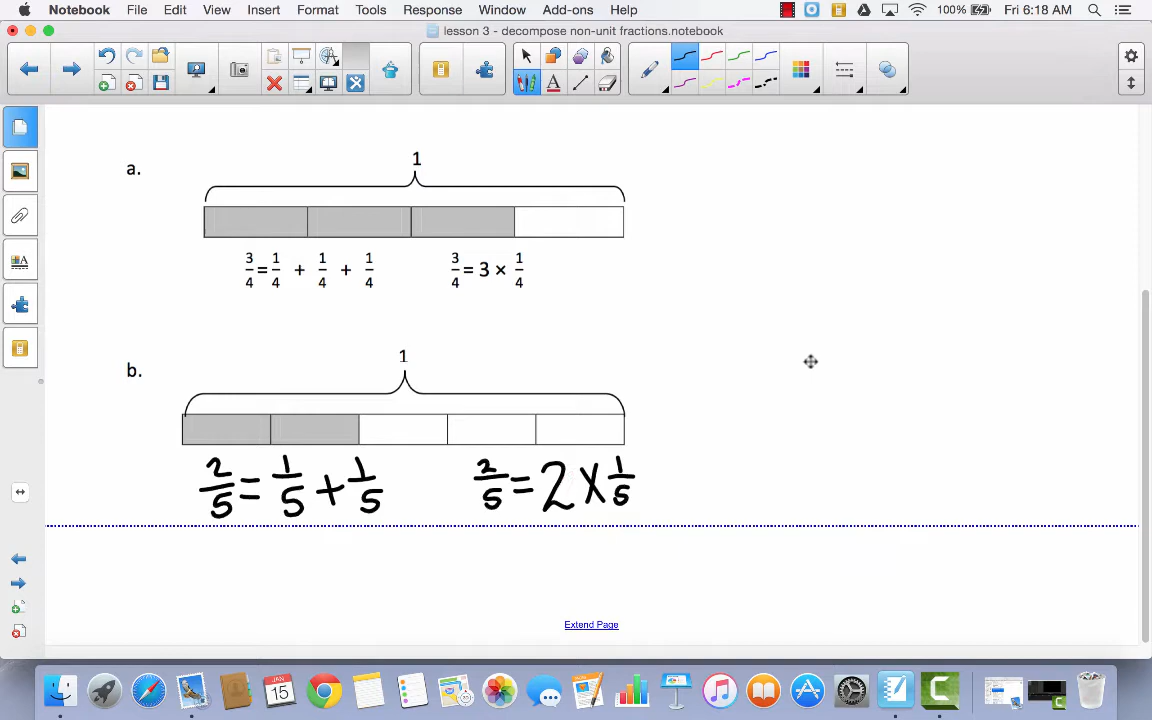 Notebook File Edit View Insert Format Tools Response Window Add-ons Help 100% Fri 6:18 AM
lesson 3 - decompose non-unit fractions.notebook
a.
1
3/4 = 1/4 + 1/4 + 1/4 3/4 = 3 × 1/4
b.
1
2/5 = 1/5 + 1/5 2/5 = 2 × 1/5
Extend Page
JAN
15